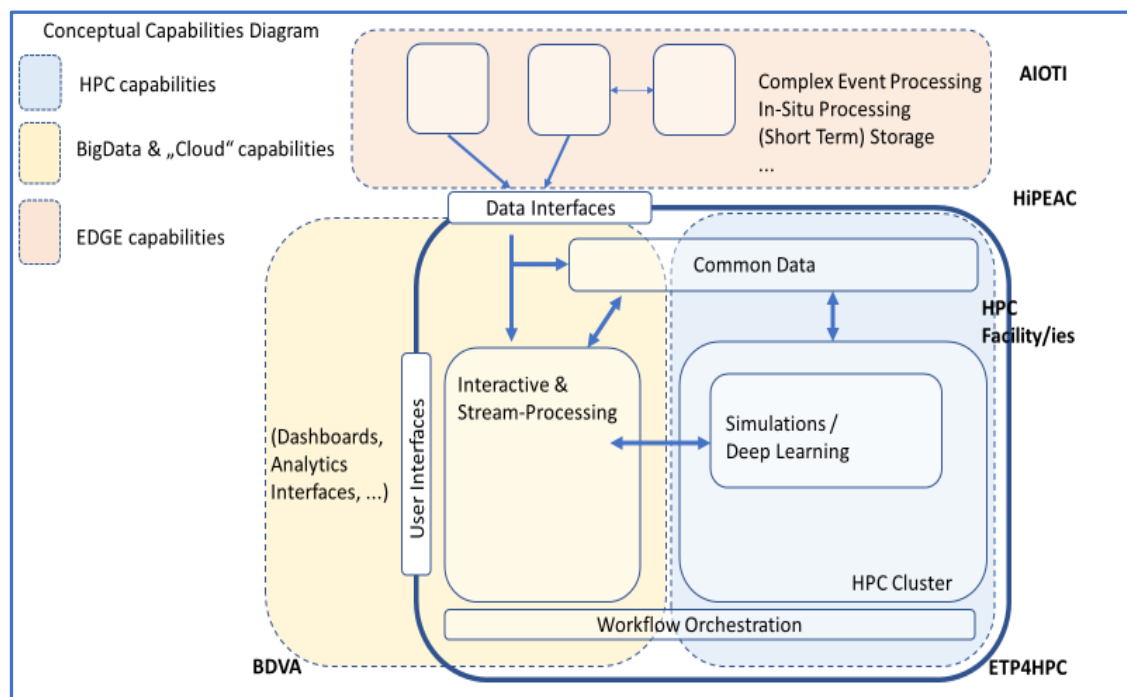 Conceptual Capabilities Diagram
HPC capabilities
BigData & „Cloud“ capabilities
EDGE capabilities
Complex Event Processing
In-Situ Processing
(Short Term) Storage
...
AIOTI
HiPEAC
Data Interfaces
Common Data
HPC
Facility/ies
Interactive &
Stream-Processing
Simulations /
Deep Learning
(Dashboards,
Analytics
Interfaces, ...)
User Interfaces
HPC Cluster
Workflow Orchestration
BDVA
ETP4HPC